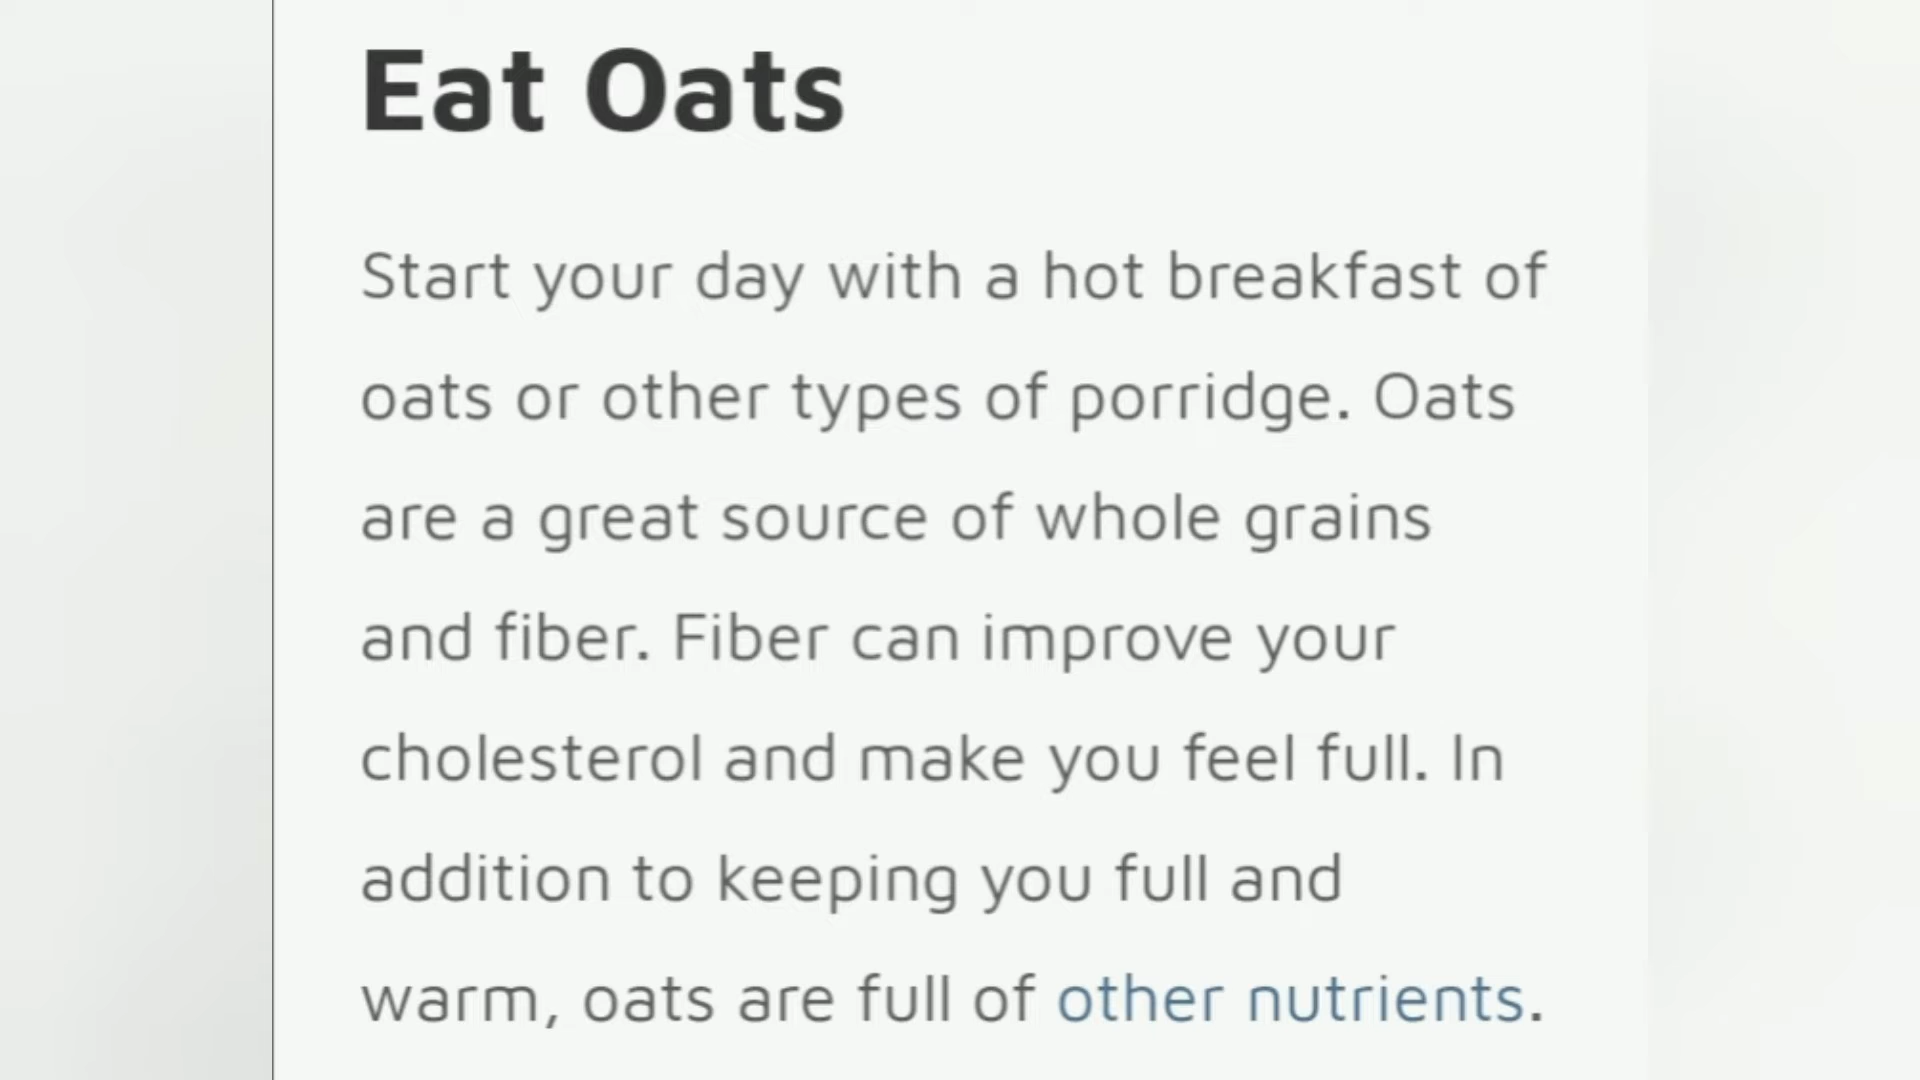 Eat Oats
Start your day with a hot breakfast of
oats or other types of porridge. Oats
are a great source of whole grains
and fiber. Fiber can improve your
cholesterol and make you feel full. In
addition to keeping you full and
warm, oats are full of other nutrients.